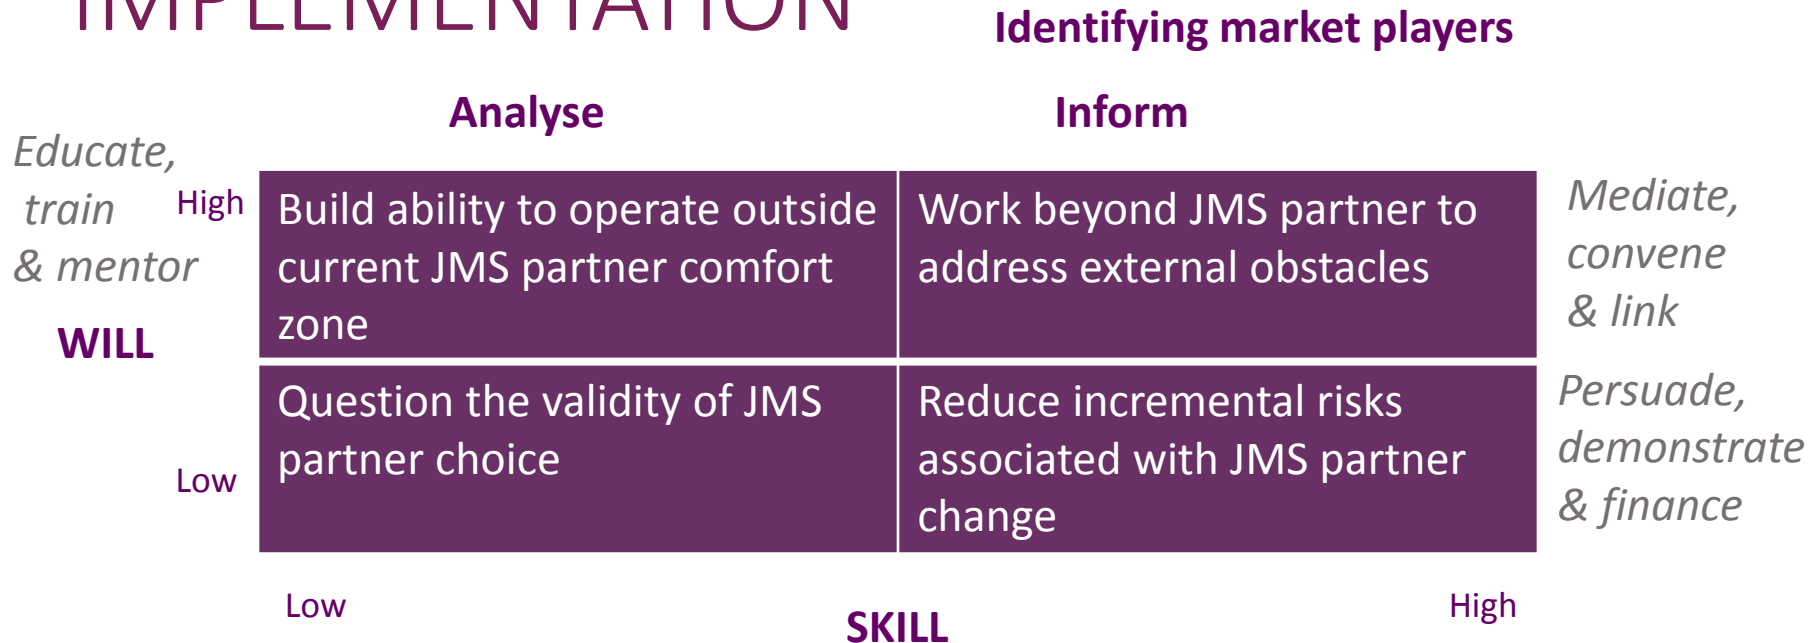 IMPLEMENTATION
Identifying market players
Analyse
Inform
Educate,
train
& mentor
High
Build ability to operate outside
current JMS partner comfort
zone
Work beyond JMS partner to
address external obstacles
Mediate,
convene
& link
WILL
Low
Question the validity of JMS
partner choice
Reduce incremental risks
associated with JMS partner
change
Persuade,
demonstrate
& finance
Low
SKILL
High